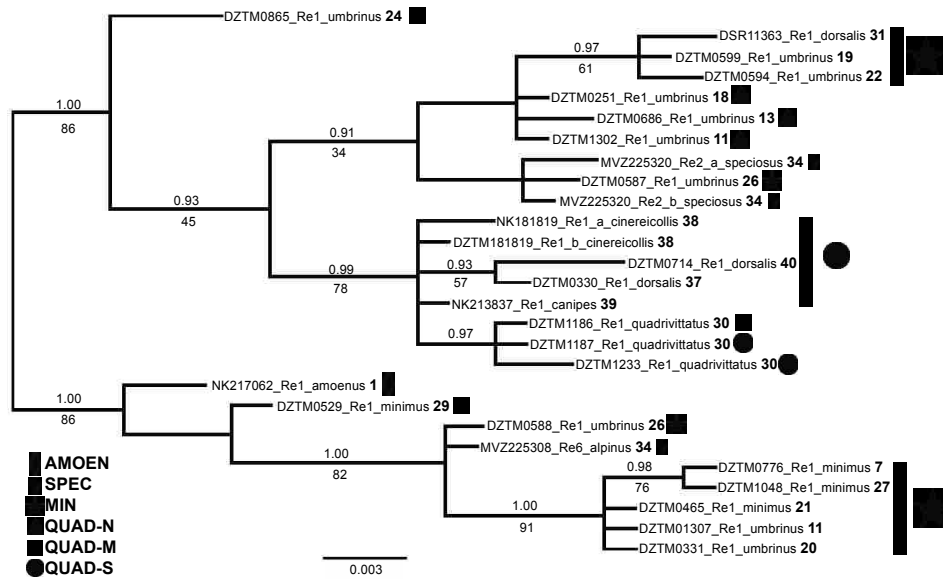 DZTM0865_Re1_umbrinus 24
DSR11363_Re1_dorsalis 31
0.97
DZTM0599_Re1_umbrinus 19
61
DZTM0594_Re1_umbrinus 22
DZTM0251_Re1_umbrinus 18
1.00
86
DZTM0686_Re1_umbrinus 13
0.91
DZTM1302_Re1_umbrinus 11
34
MVZ225320_Re2_a_speciosus 34
DZTM0587_Re1_umbrinus 26
0.93
MVZ225320_Re2_b_speciosus 34
45
NK181819_Re1_a_cinereicollis 38
DZTM181819_Re1_b_cinereicollis 38
0.99
0.93
DZTM0714_Re1_dorsalis 40
78
57
DZTM0330_Re1_dorsalis 37
NK213837_Re1_canipes 39
DZTM1186_Re1_quadrivittatus 30
0.97
DZTM1187_Re1_quadrivittatus 30
DZTM1233_Re1_quadrivittatus 30
NK217062_Re1_amoenus 1
1.00
86
DZTM0529_Re1_minimus 29
DZTM0588_Re1_umbrinus 26
MVZ225308_Re6_alpinus 34
1.00
82
0.98
DZTM0776_Re1_minimus 7
76
DZTM1048_Re1_minimus 27
1.00
DZTM0465_Re1_minimus 21
91
DZTM01307_Re1_umbrinus 11
DZTM0331_Re1_umbrinus 20
AMOEN
SPEC
MIN
QUAD-N
QUAD-M
QUAD-S
0.003